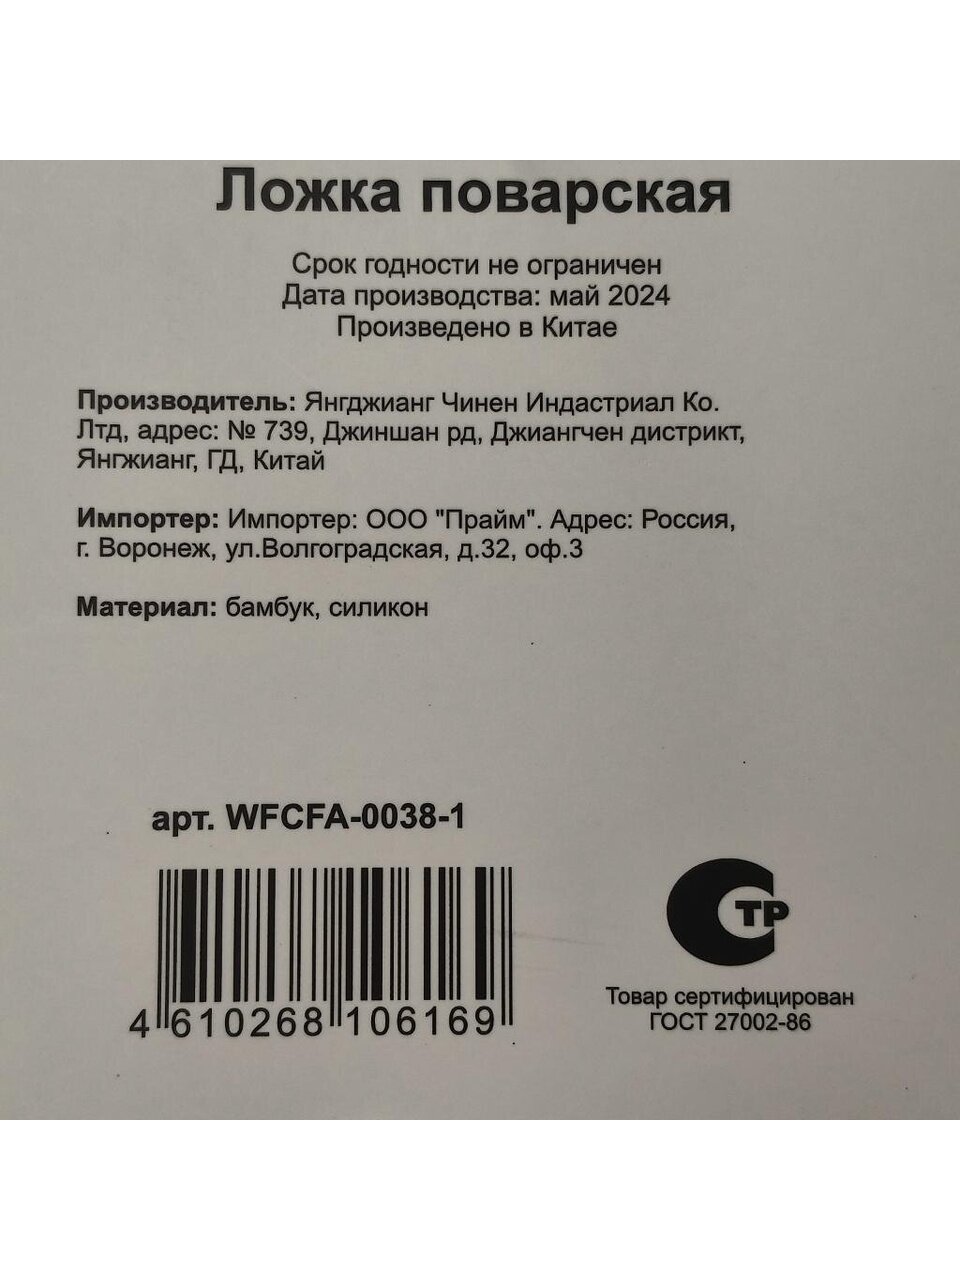 Ложка поварская
Срок годности не ограничен
Дата производства: май 2024
Произведено в Китае
Производитель: Янгджианг Чинен Индастриал Ко.
Лтд, адрес: № 739, Джиншан рд, Джиангчен дистрикт,
Янгжианг, ГД, Китай
Импортер: Импортер: ООО "Прайм". Адрес: Россия,
г. Воронеж, ул.Волгоградская, д.32, оф.3
Материал: бамбук, силикон
арт. WFCFA-0038-1
4 610268 106169
СТР
Товар сертифицирован
ГОСТ 27002-86